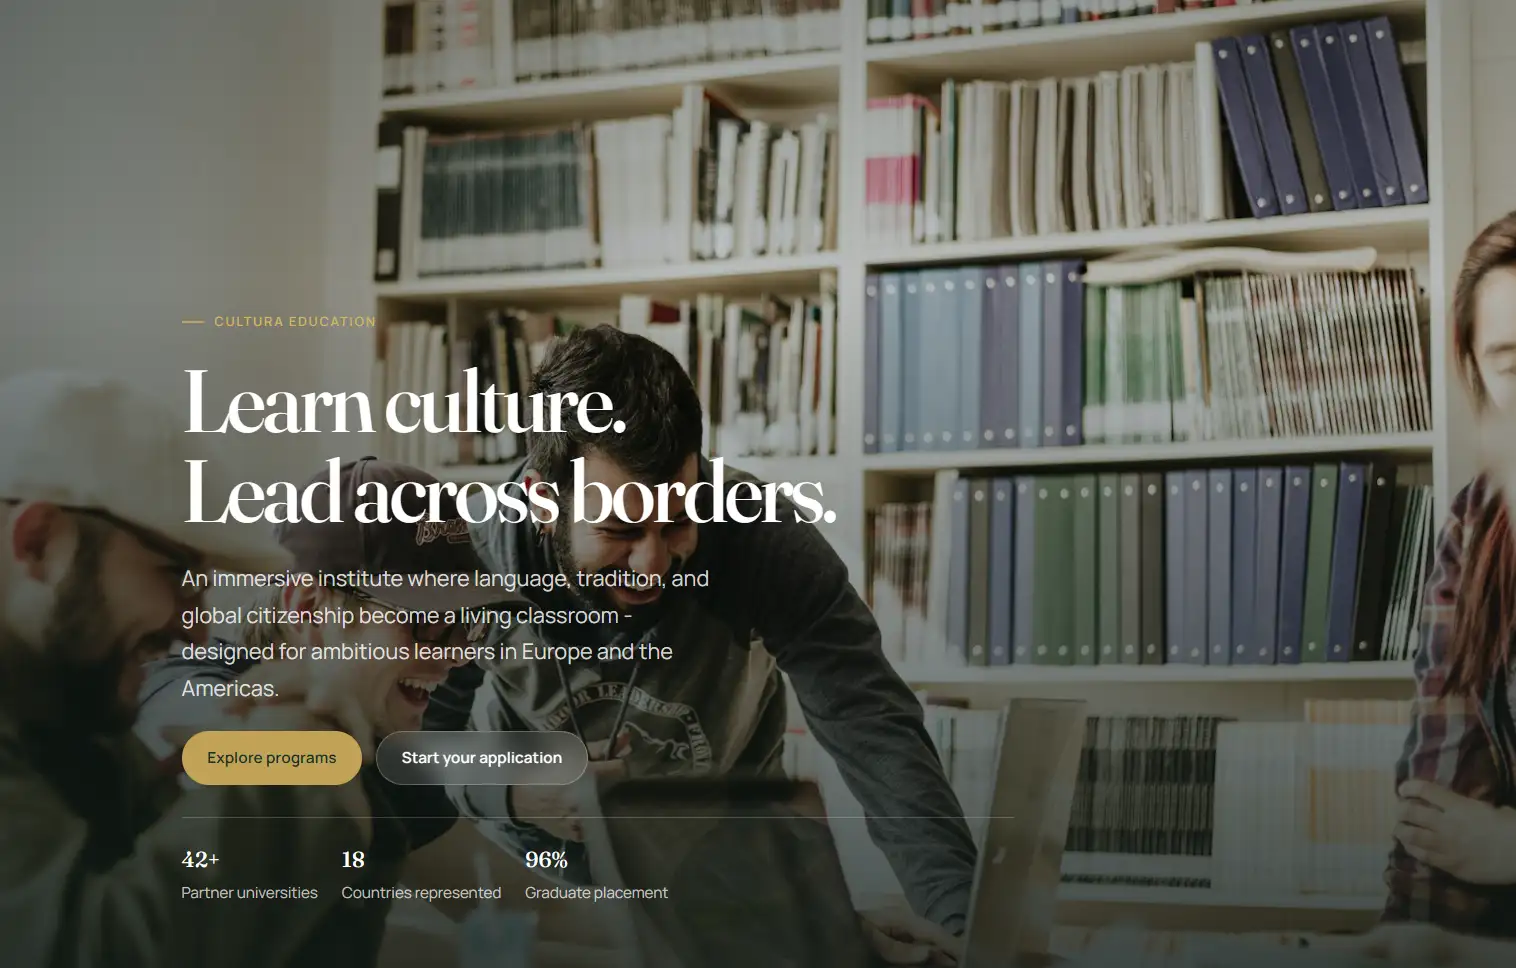 CULTURA EDUCATION
Learn culture.
Lead across borders.
An immersive institute where language, tradition, and
global citizenship become a living classroom -
designed for ambitious learners in Europe and the
Americas.
Explore programs
Start your application
42+
18
96%
Partner universities
Countries represented
Graduate placement